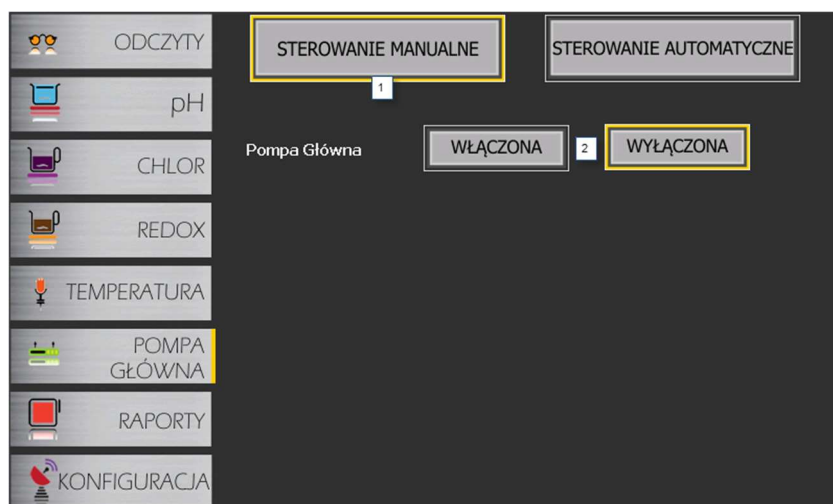 ODCZYTY
pH
CHLOR
REDOX
TEMPERATURA
POMPA
GŁÓWNA
RAPORTY
KONFIGURACJA
STEROWANIE MANUALNE
STEROWANIE AUTOMATYCZNE
1
Pompa Główna
WŁĄCZONA
2
WYŁĄCZONA